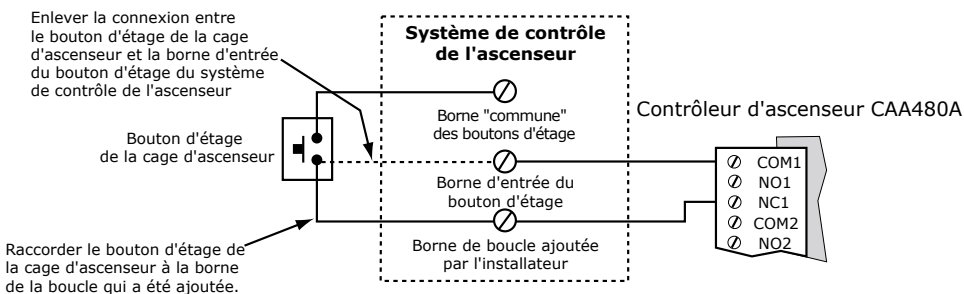 Enlever la connexion entre
le bouton d'étage de la cage
d'ascenseur et la borne d'entrée
du bouton d'étage du système
de contrôle de l'ascenseur
Système de contrôle
de l'ascenseur
Borne "commune"
des boutons d'étage
Contrôleur d'ascenseur CAA480A
Bouton d'étage
de la cage d'ascenseur
Borne d'entrée du
bouton d'étage
COM1
NO1
NC1
COM2
NO2
Borne de boucle ajoutée
par l'installateur
Raccorder le bouton d'étage de
la cage d'ascenseur à la borne
de la boucle qui a été ajoutée.